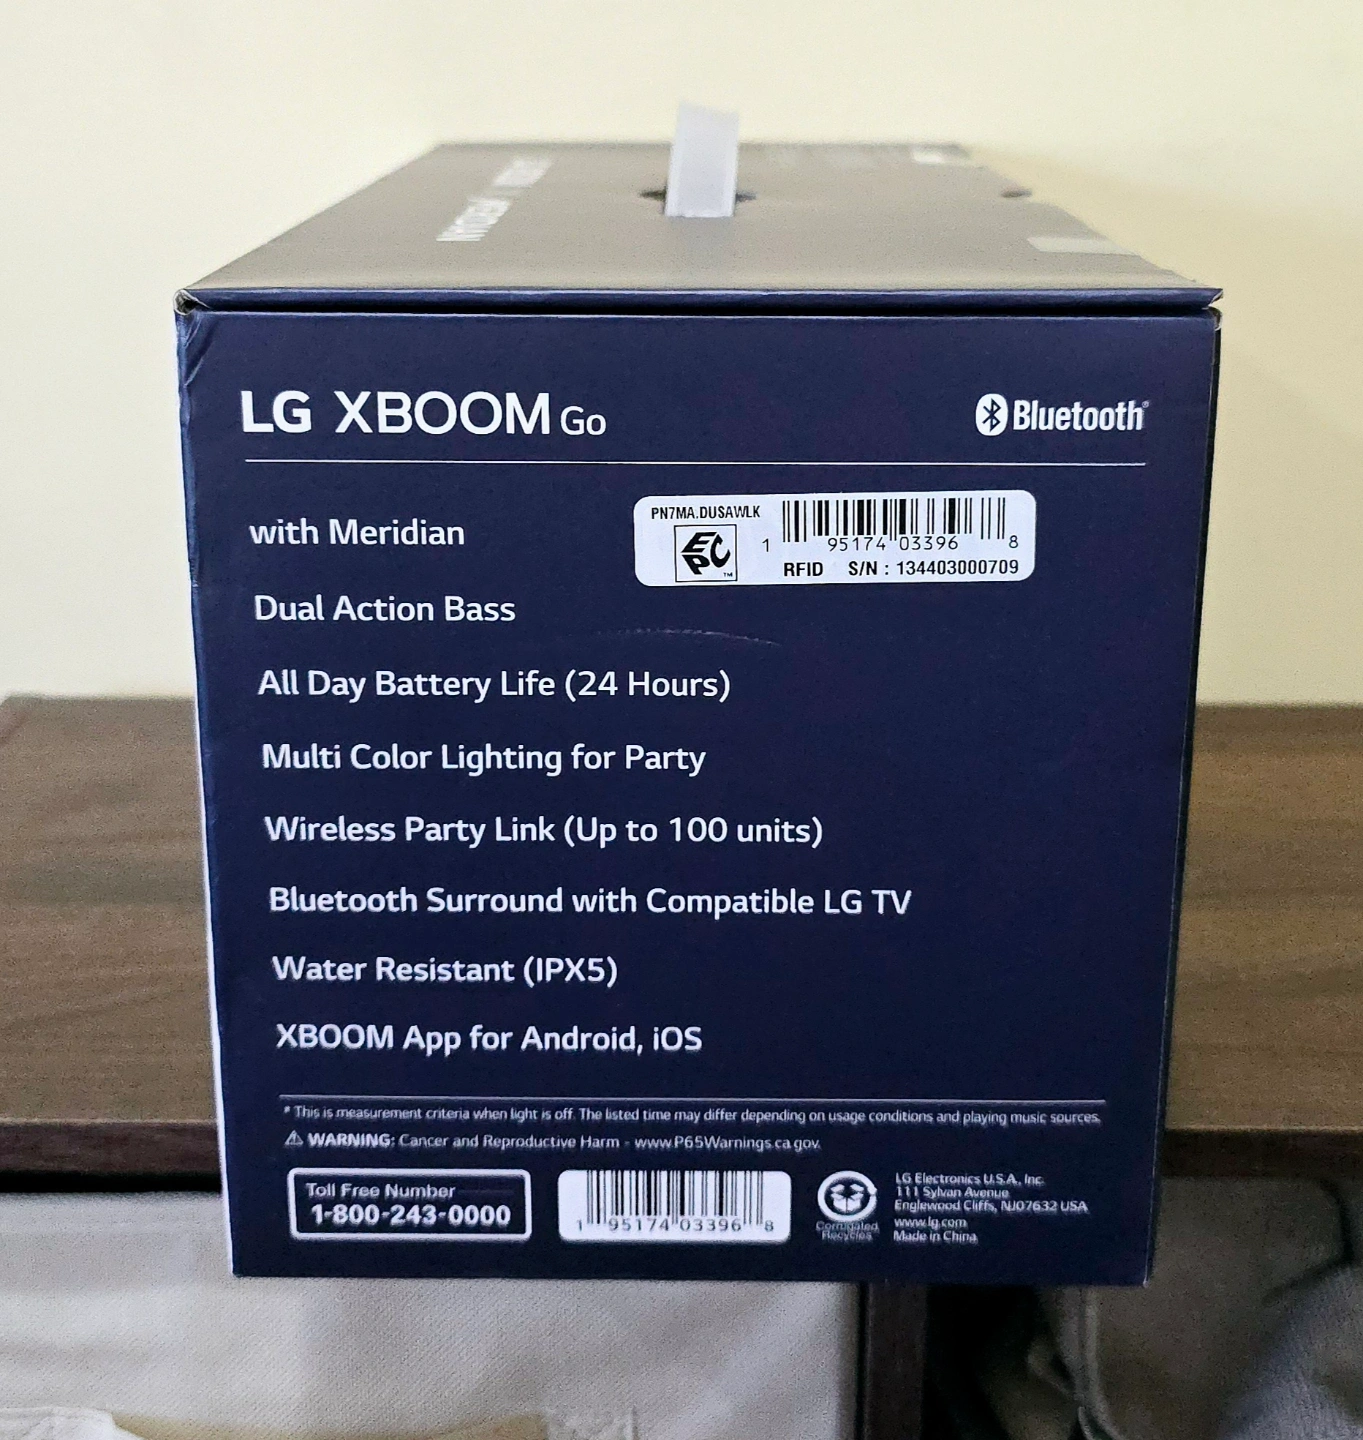 MERIDIAN
LG XBOOM Go
Bluetooth®
with Meridian
PN7MA.DUSAWLK
EPC
TM
1 95174 03396 8
RFID S/N : 134403000709
Dual Action Bass
All Day Battery Life (24 Hours)
Multi Color Lighting for Party
Wireless Party Link (Up to 100 units)
Bluetooth Surround with Compatible LG TV
Water Resistant (IPX5)
XBOOM App for Android, iOS
* This is measurement criteria when light is off. The listed time may differ depending on usage conditions and playing music sources.
⚠ WARNING: Cancer and Reproductive Harm - www.P65Warnings.ca.gov.
Toll Free Number
1-800-243-0000
1 95174 03396 8
Corrugated
Recycles
LG Electronics U.S.A., Inc.
111 Sylvan Avenue
Englewood Cliffs, NJ07632 USA
www.lg.com
Made in China